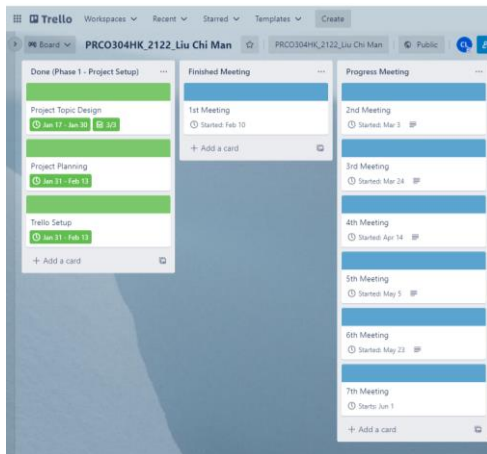 Trello Workspaces Recent Starred Templates Create
Board PRCO304HK_2122_Liu Chi Man PRCO304HK_2122_Liu Chi Man Public CL
Done (Phase 1 - Project Setup)
Project Topic Design
Jan 17 - Jan 30 3/3
Project Planning
Jan 31 - Feb 13
Trello Setup
Jan 31 - Feb 13
+ Add a card
Finished Meeting
1st Meeting
Started: Feb 10
+ Add a card
Progress Meeting
2nd Meeting
Started: Mar 3
3rd Meeting
Started: Mar 24
4th Meeting
Started: Apr 14
5th Meeting
Started: May 5
6th Meeting
Started: May 23
7th Meeting
Starts: Jun 1
+ Add a card